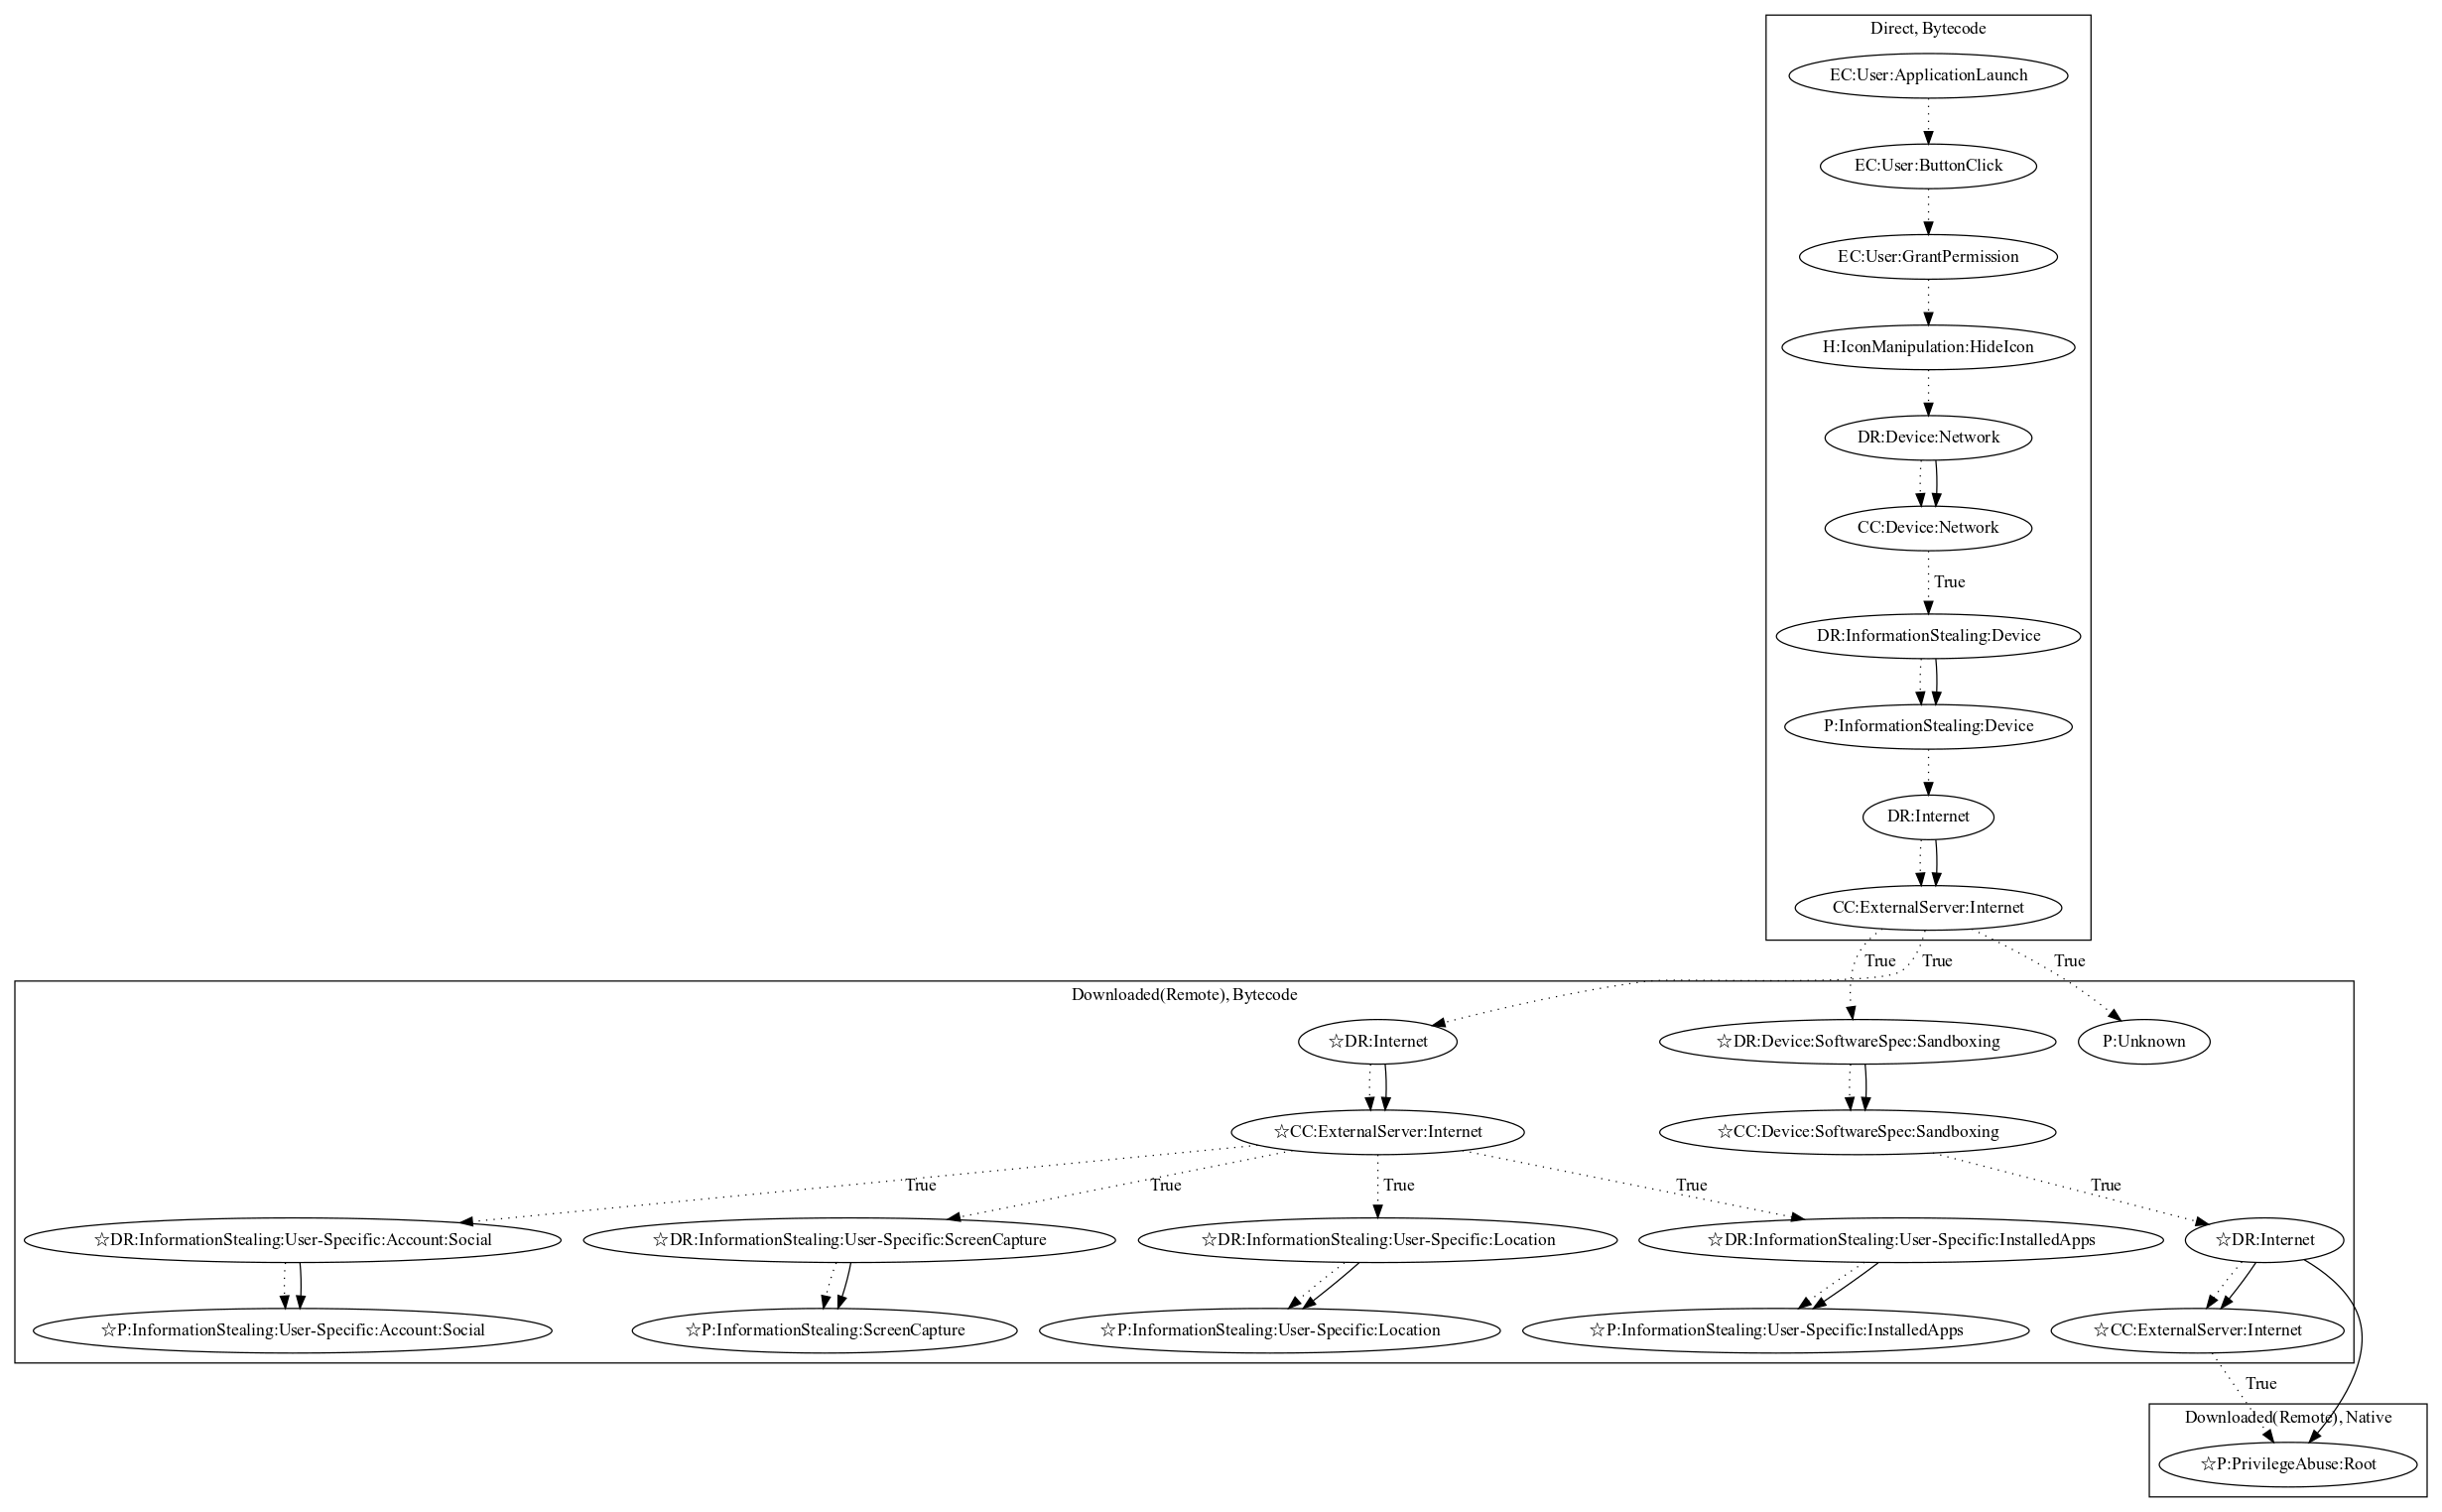 Direct, Bytecode
EC:User:ApplicationLaunch
EC:User:ButtonClick
EC:User:GrantPermission
H:IconManipulation:HideIcon
DR:Device:Network
CC:Device:Network
True
DR:InformationStealing:Device
P:InformationStealing:Device
DR:Internet
CC:ExternalServer:Internet
True True True
Downloaded(Remote), Bytecode
☆DR:Internet ☆DR:Device:SoftwareSpec:Sandboxing P:Unknown
☆CC:ExternalServer:Internet ☆CC:Device:SoftwareSpec:Sandboxing
True True True True True
☆DR:InformationStealing:User-Specific:Account:Social ☆DR:InformationStealing:User-Specific:ScreenCapture ☆DR:InformationStealing:User-Specific:Location ☆DR:InformationStealing:User-Specific:InstalledApps ☆DR:Internet
☆P:InformationStealing:User-Specific:Account:Social ☆P:InformationStealing:ScreenCapture ☆P:InformationStealing:User-Specific:Location ☆P:InformationStealing:User-Specific:InstalledApps ☆CC:ExternalServer:Internet
True
Downloaded(Remote), Native
☆P:PrivilegeAbuse:Root